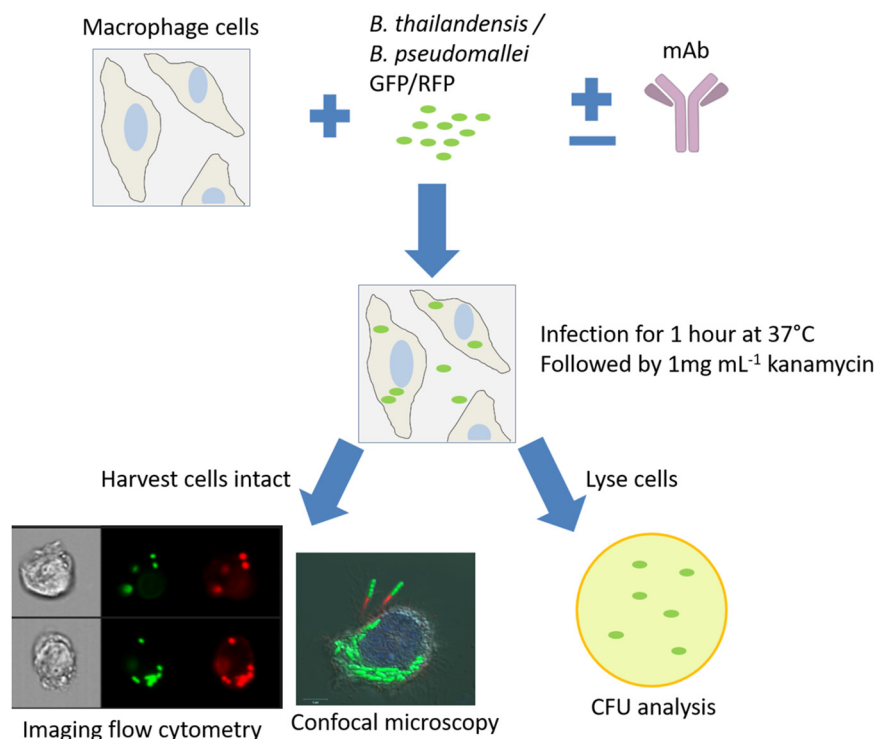 Macrophage cells
B. thailandensis /
B. pseudomallei
GFP/RFP
mAb
Infection for 1 hour at 37°C
Followed by 1mg mL-1 kanamycin
Harvest cells intact
Lyse cells
Imaging flow cytometry
Confocal microscopy
CFU analysis